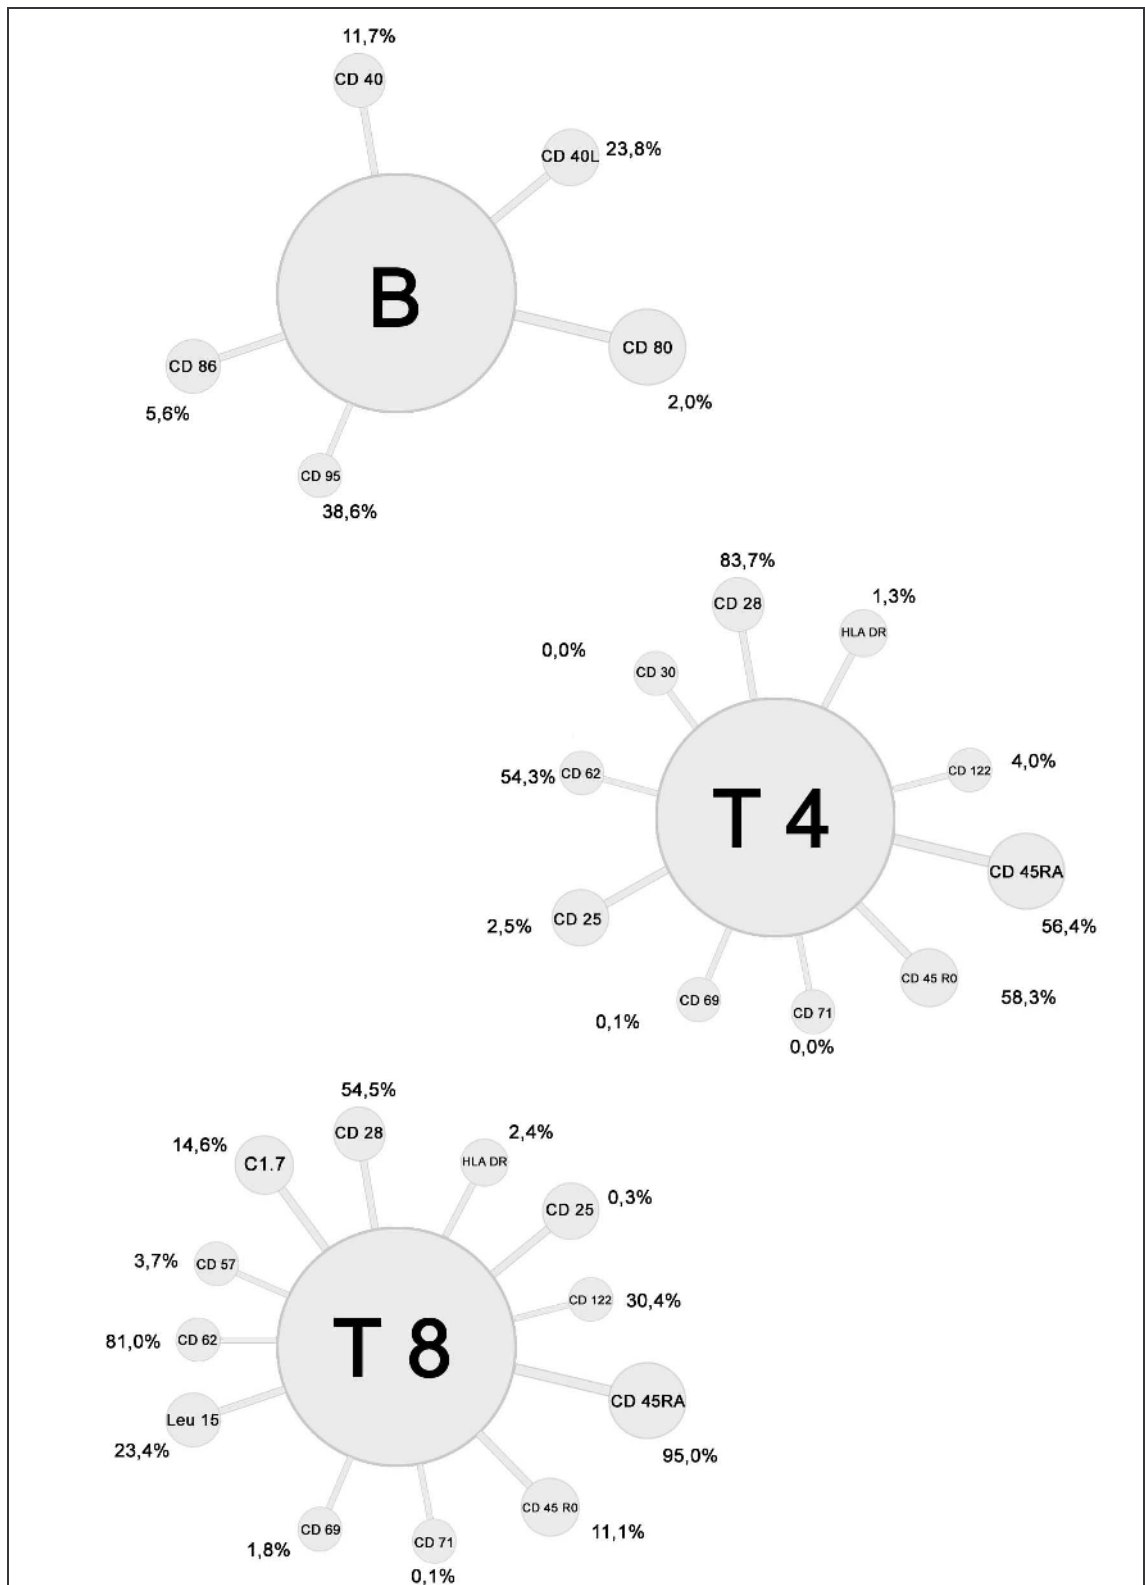 11,7%
CD 40
CD 40L 23,8%
B
CD 80
CD 86
2,0%
5,6%
CD 95
38,6%
83,7%
CD 28
1,3%
HLA DR
0,0%
CD 30
54,3% CD 62
CD 122 4,0%
T 4
CD 45RA
CD 25
2,5%
56,4%
CD 45 R0
CD 69
58,3%
CD 71
0,1%
0,0%
54,5%
CD 28
2,4%
14,6%
C1.7
HLA DR
CD 25 0,3%
3,7% CD 57
CD 122 30,4%
81,0% CD 62
T 8
CD 45RA
Leu 15
23,4%
95,0%
CD 45 R0
CD 69
11,1%
CD 71
1,8%
0,1%